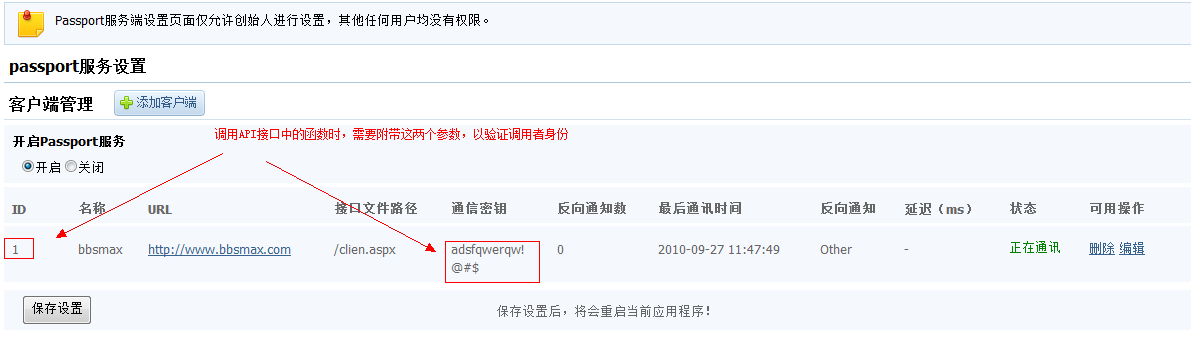 Passport服务端设置页面仅允许创始人进行设置，其他任何用户均没有权限。
passport服务设置
客户端管理 添加客户端
调用API接口中的函数时，需要附带这两个参数，以验证调用者身份
开启Passport服务
开启 关闭
ID 名称 URL 接口文件路径 通信密钥 反向通知数 最后通讯时间 反向通知 延迟（ms） 状态 可用操作
1 bbsmax http://www.bbsmax.com /clien.aspx adsfqwerqw! 0 2010-09-27 11:47:49 Other - 正在通讯 删除 编辑
@#$
保存设置 保存设置后，将会重启当前应用程序！